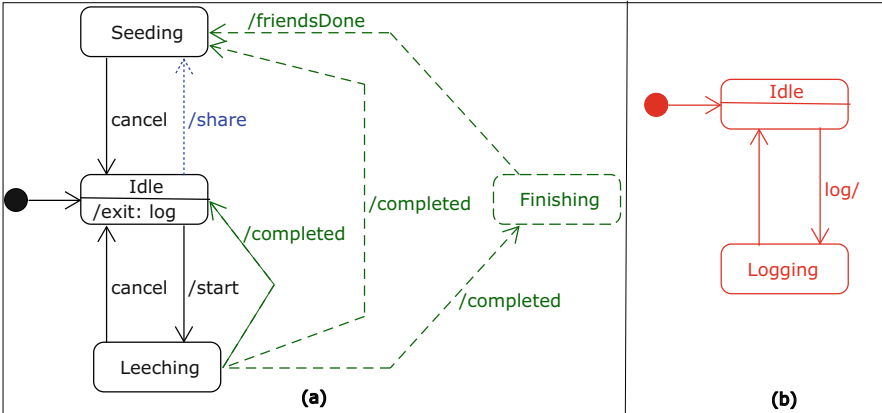 /friendsDone
Seeding
cancel
/share
Idle
/exit: log
/completed
/completed
Finishing
cancel
/start
/completed
Leeching
(a)
Idle
log/
Logging
(b)